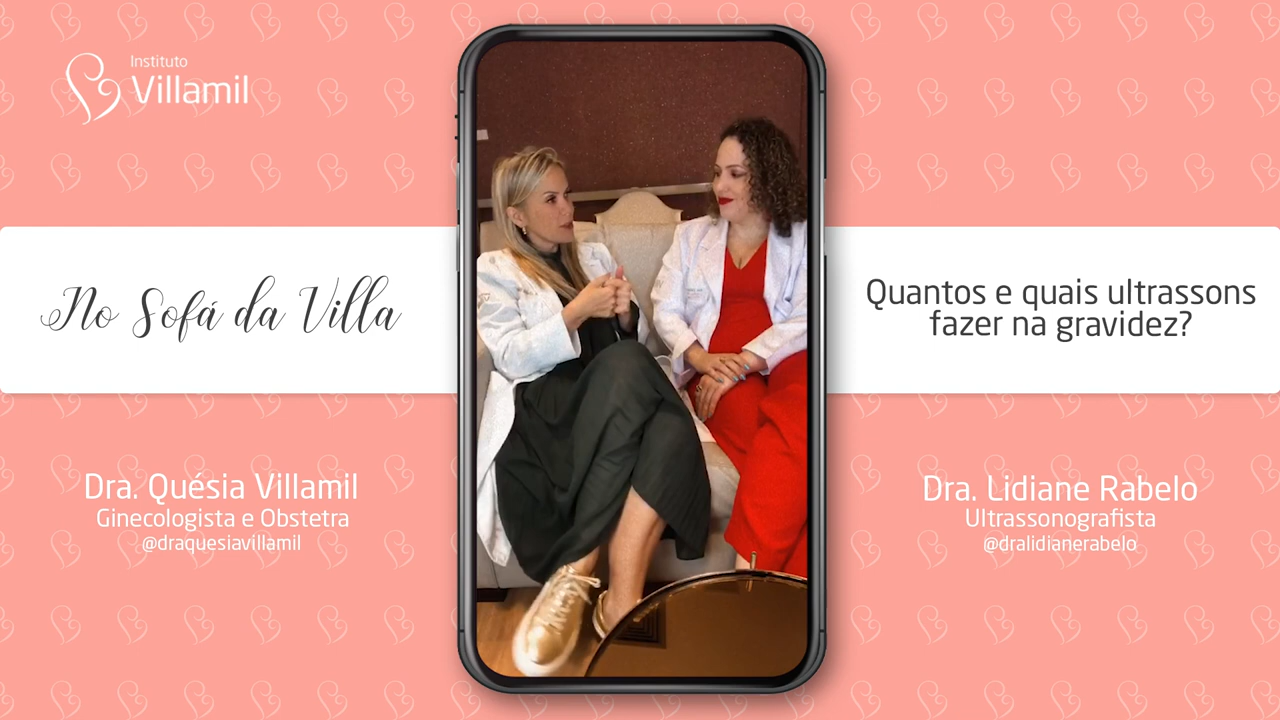 Instituto
Villamil
No Sofá da Villa
Quantos e quais ultrassons
fazer na gravidez?
Dra. Quésia Villamil
Ginecologista e Obstetra
@draquesiavillamil
Dra. Lidiane Rabelo
Ultrassonografista
@dralidianerabelo